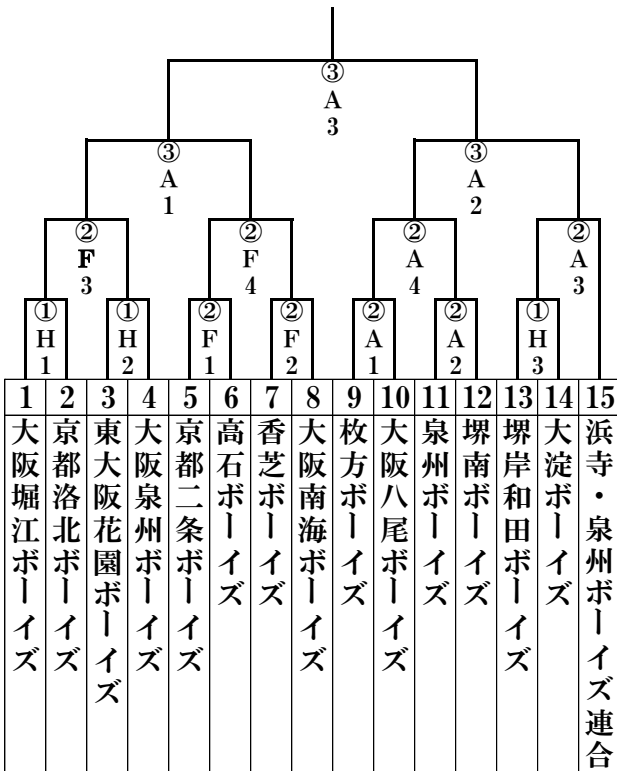 ③
A
3
③
A
1
③
A
2
②
F
3
②
F
4
②
A
4
②
A
3
①
H
1
①
H
2
②
F
1
②
F
2
②
A
1
②
A
2
①
H
3
1
2
3
4
5
6
7
8
9
10
11
12
13
14
15
大阪堀江ボーイズ
京都洛北ボーイズ
東大阪花園ボーイズ
大阪泉州ボーイズ
京都二条ボーイズ
高石ボーイズ
香芝ボーイズ
大阪南海ボーイズ
枚方ボーイズ
大阪八尾ボーイズ
泉州ボーイズ
堺南ボーイズ
堺岸和田ボーイズ
大淀ボーイズ
浜寺・泉州ボーイズ連合